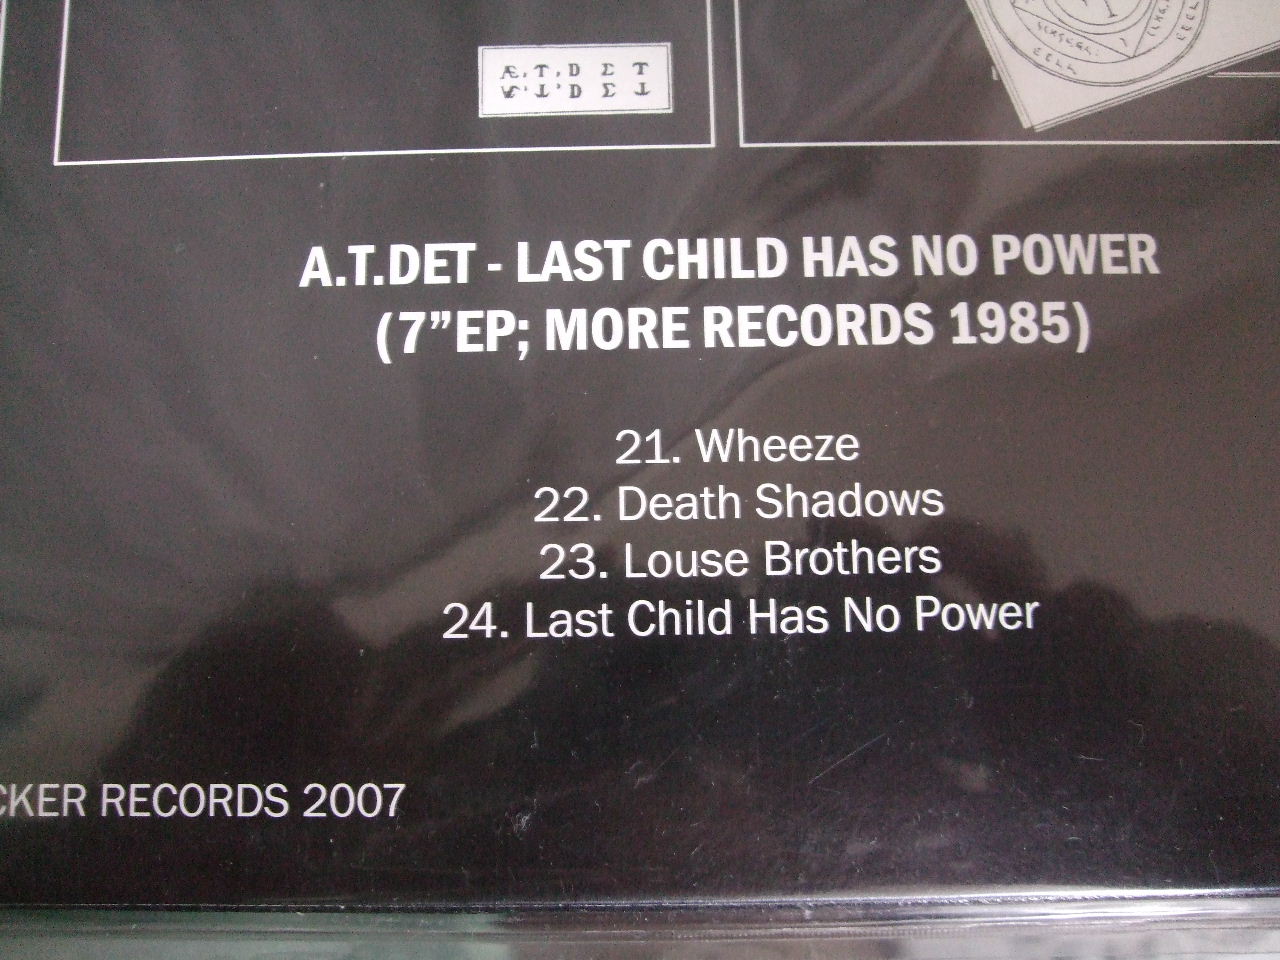 Æ.T.D Σ T
A.T.DET - LAST CHILD HAS NO POWER
(7”EP; MORE RECORDS 1985)
21. Wheeze
22. Death Shadows
23. Louse Brothers
24. Last Child Has No Power
CKER RECORDS 2007